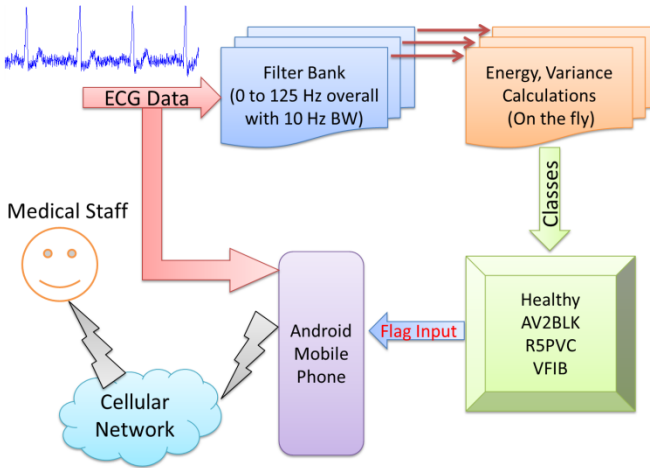 ECG Data
Filter Bank
(0 to 125 Hz overall
with 10 Hz BW)
Energy, Variance
Calculations
(On the fly)
Classes
Healthy
AV2BLK
R5PVC
VFIB
Flag Input
Android
Mobile
Phone
Medical Staff
Cellular
Network